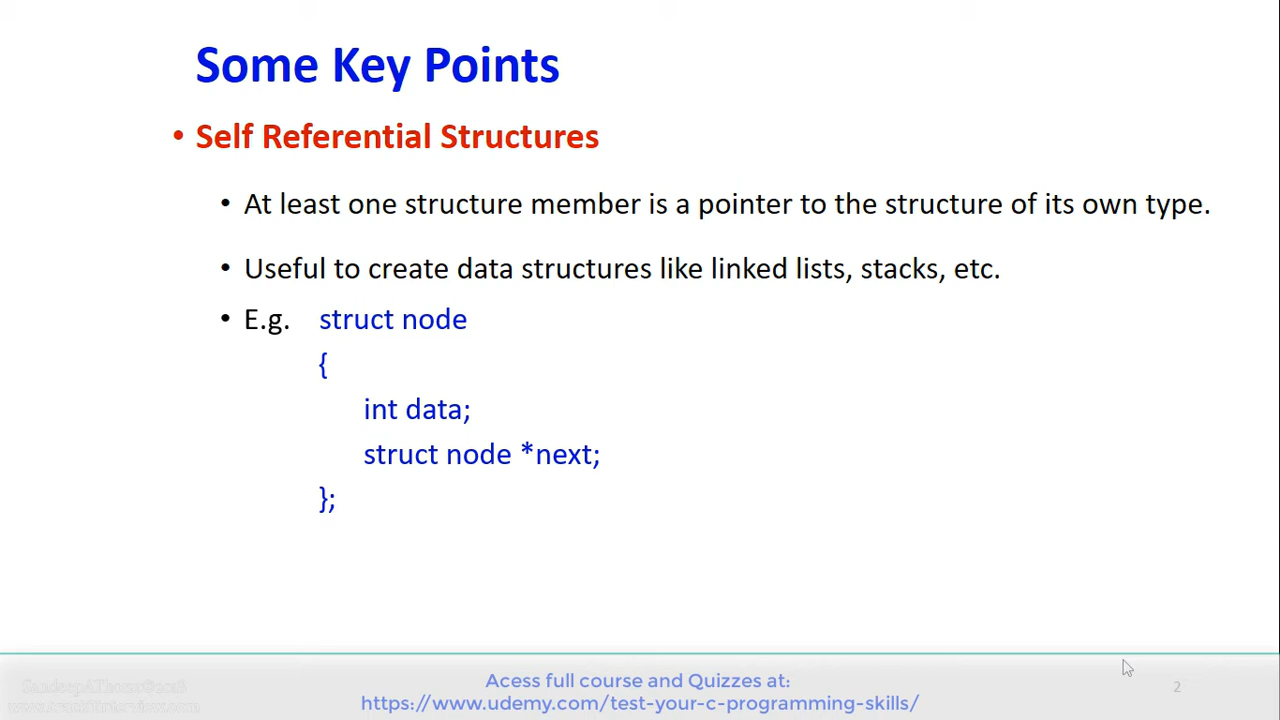 Some Key Points
• Self Referential Structures
• At least one structure member is a pointer to the structure of its own type.
• Useful to create data structures like linked lists, stacks, etc.
• E.g. struct node
{
int data;
struct node *next;
};
Acess full course and Quizzes at:
https://www.udemy.com/test-your-c-programming-skills/
2